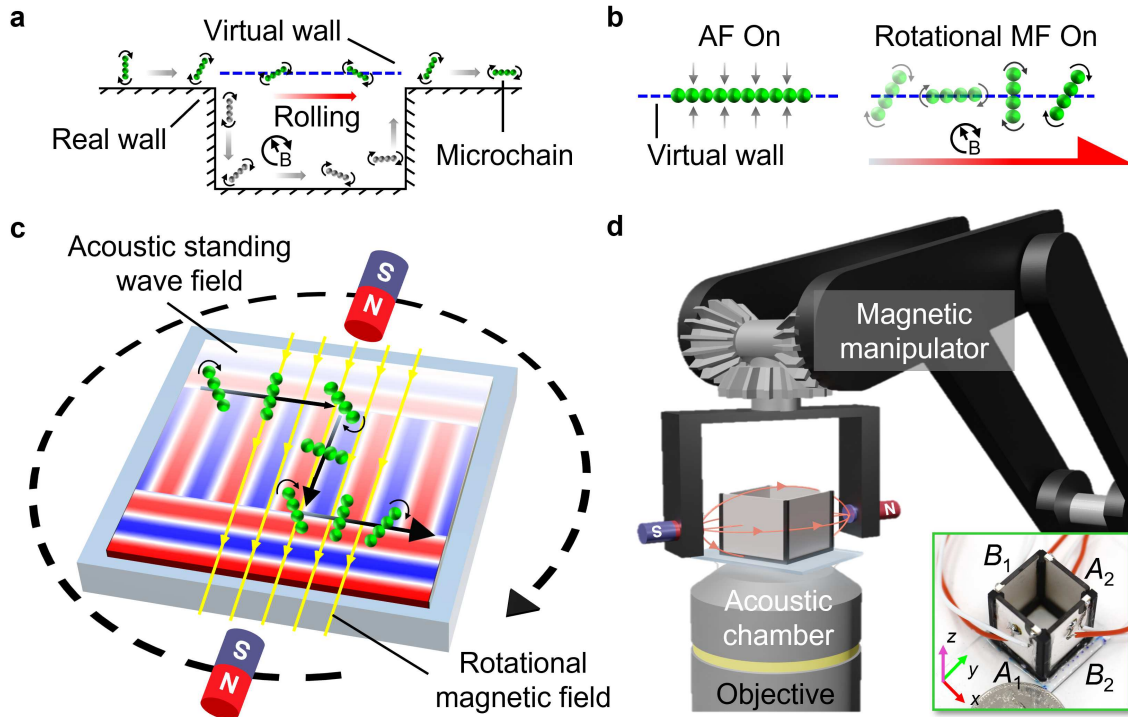 a
Virtual wall
Real wall
Rolling
B
Microchain
b
AF On
Rotational MF On
Virtual wall
B
c
Acoustic standing
wave field
S
N
S
N
Rotational
magnetic field
d
Magnetic
manipulator
S
N
Acoustic
chamber
Objective
B1
A2
A1
B2
z
y
x